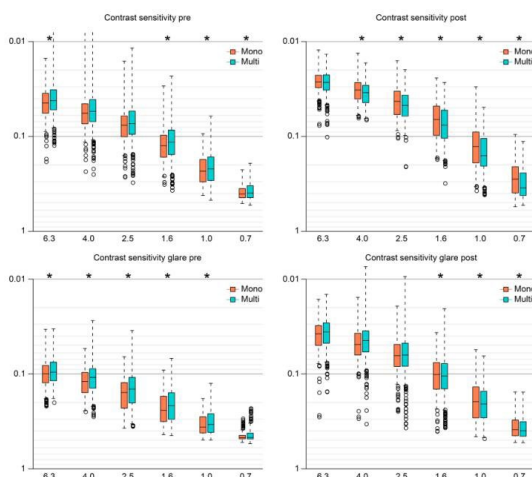 Contrast sensitivity pre
* * * *
0.01
Mono
Multi
0.1
1
6.3 4.0 2.5 1.6 1.0 0.7
Contrast sensitivity post
* * * * *
0.01
Mono
Multi
0.1
1
6.3 4.0 2.5 1.6 1.0 0.7
Contrast sensitivity glare pre
* * * * *
0.01
Mono
Multi
0.1
1
6.3 4.0 2.5 1.6 1.0 0.7
Contrast sensitivity glare post
* * *
0.01
Mono
Multi
0.1
1
6.3 4.0 2.5 1.6 1.0 0.7